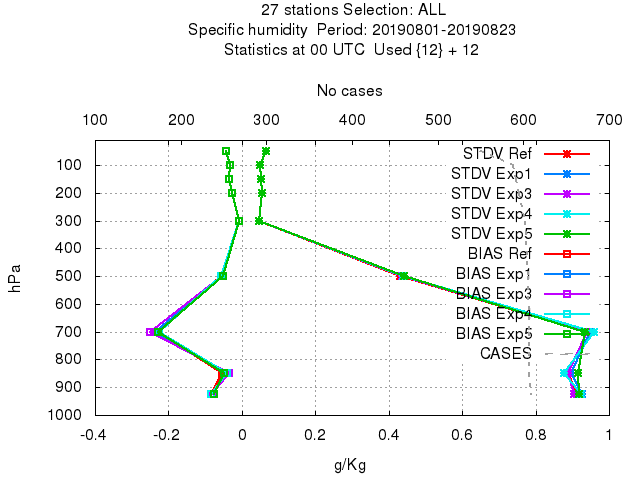 27 stations Selection: ALL
Specific humidity  Period: 20190801-20190823
Statistics at 00 UTC  Used {12} + 12
No cases
100 200 300 400 500 600 700
STDV Ref
STDV Exp1
STDV Exp3
STDV Exp4
STDV Exp5
BIAS Ref
BIAS Exp1
BIAS Exp3
BIAS Exp4
BIAS Exp5
CASES
hPa
100
200
300
400
500
600
700
800
900
1000
-0.4 -0.2 0 0.2 0.4 0.6 0.8 1
g/Kg